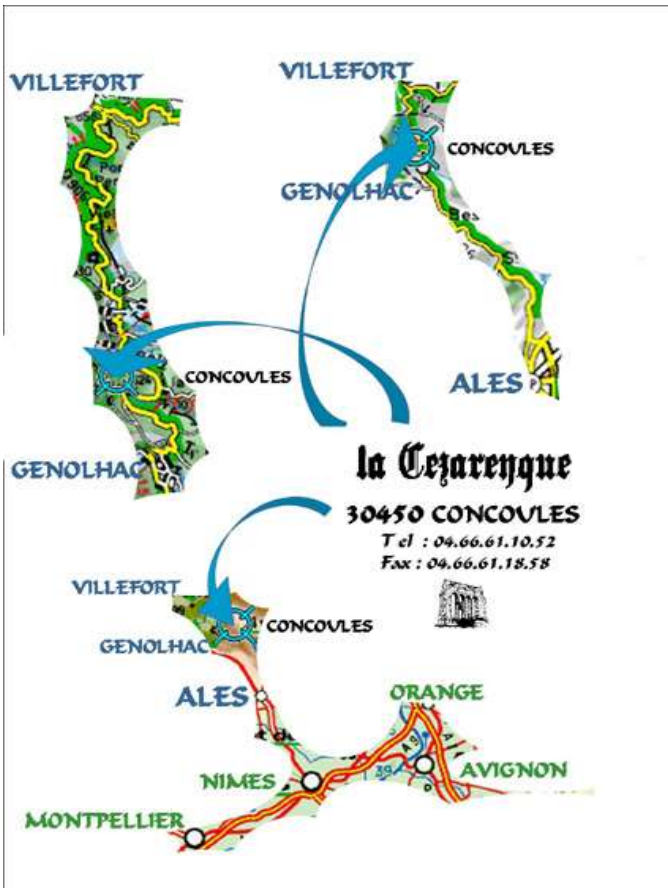 VILLEFORT
CONCOULES
GENOLHAC
VILLEFORT
CONCOULES
GENOLHAC
ALES
la Cezarenque
30450 CONCOULES
Tel : 04.66.61.10.52
Fax : 04.66.61.18.58
VILLEFORT
CONCOULES
GENOLHAC
ALES
ORANGE
AVIGNON
NIMES
MONTPELLIER